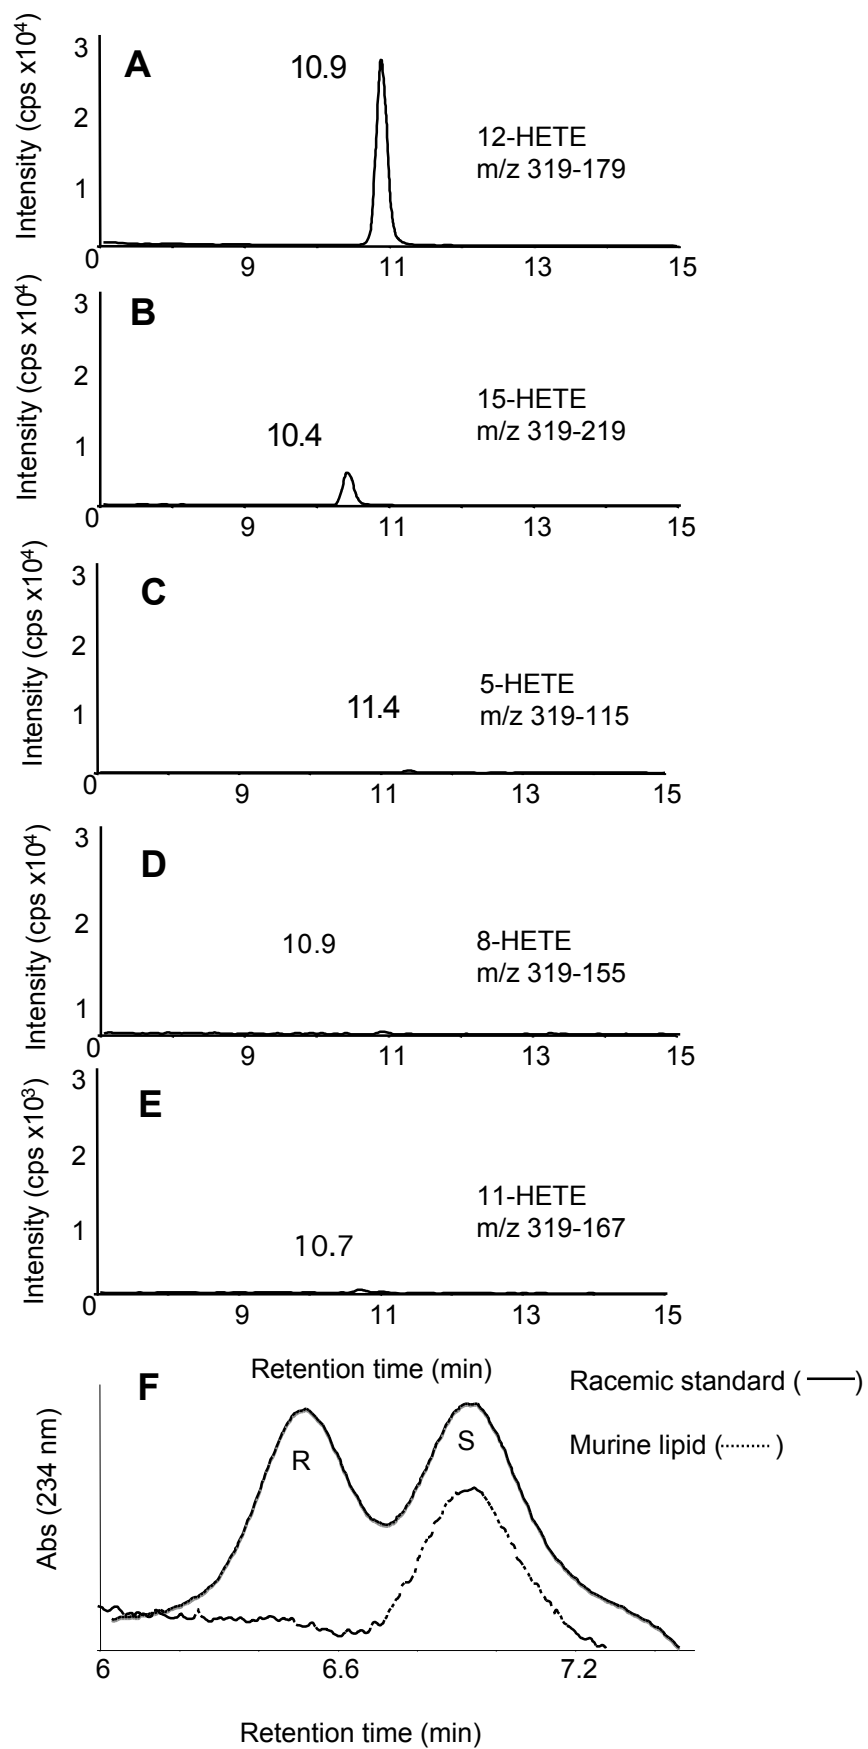 Intensity (cps x10⁴)
3
2
1
0
A
10.9
12-HETE
m/z 319-179
9
11
13
15
Intensity (cps x10⁴)
3
2
1
0
B
10.4
15-HETE
m/z 319-219
9
11
13
15
Intensity (cps x10⁴)
3
2
1
0
C
11.4
5-HETE
m/z 319-115
9
11
13
15
Intensity (cps x10⁴)
3
2
1
0
D
10.9
8-HETE
m/z 319-155
9
11
13
15
Intensity (cps x10³)
3
2
1
0
E
10.7
11-HETE
m/z 319-167
9
11
13
15
Retention time (min)
F
Racemic standard ( — )
Murine lipid (.......... )
R
S
Abs (234 nm)
6
6.6
7.2
Retention time (min)